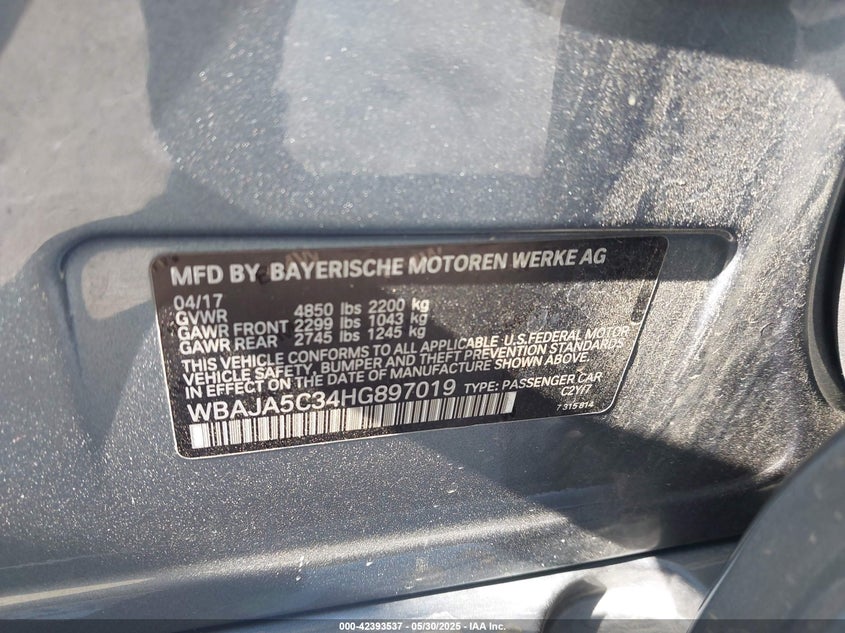 MFD BY BAYERISCHE MOTOREN WERKE AG
04/17
GVWR 4850 lbs 2200 kg
GAWR FRONT 2299 lbs 1043 kg
GAWR REAR 2745 lbs 1245 kg
THIS VEHICLE CONFORMS TO ALL APPLICABLE U.S. FEDERAL MOTOR
VEHICLE SAFETY, BUMPER AND THEFT PREVENTION STANDARDS
IN EFFECT ON THE DATE OF MANUFACTURE SHOWN ABOVE.
WBAJA5C34HG897019 TYPE: PASSENGER CAR
C2YI7
7 315 814
000-42393537 - 05/30/2025 - IAA Inc.